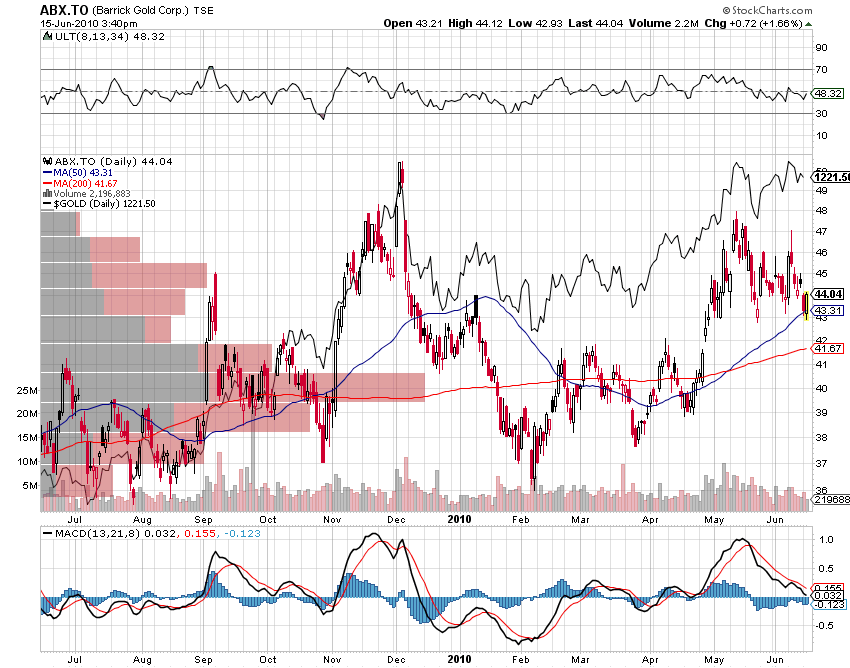 ABX.TO (Barrick Gold Corp.) TSE © StockCharts.com
15-Jun-2010 3:40pm Open 43.21 High 44.12 Low 42.93 Last 44.04 Volume 2.2M Chg +0.72 (+1.66%)
ULT(8,13,34) 48.32
90
70
48.32
30
10
ABX.TO (Daily) 44.04
MA(50) 43.31
MA(200) 41.67
Volume 2,196,883
$GOLD (Daily) 1221.50
1221.50
49
48
47
46
45
44.04
43.31
43
42
41.67
41
40
39
38
37
36
25M
20M
15M
10M
5M
219688
Jul Aug Sep Oct Nov Dec 2010 Feb Mar Apr May Jun
MACD(13,21,8) 0.032, 0.155, -0.123
1.0
0.5
0.155
0.032
-0.123
-0.5
Jul Aug Sep Oct Nov Dec 2010 Feb Mar Apr May Jun